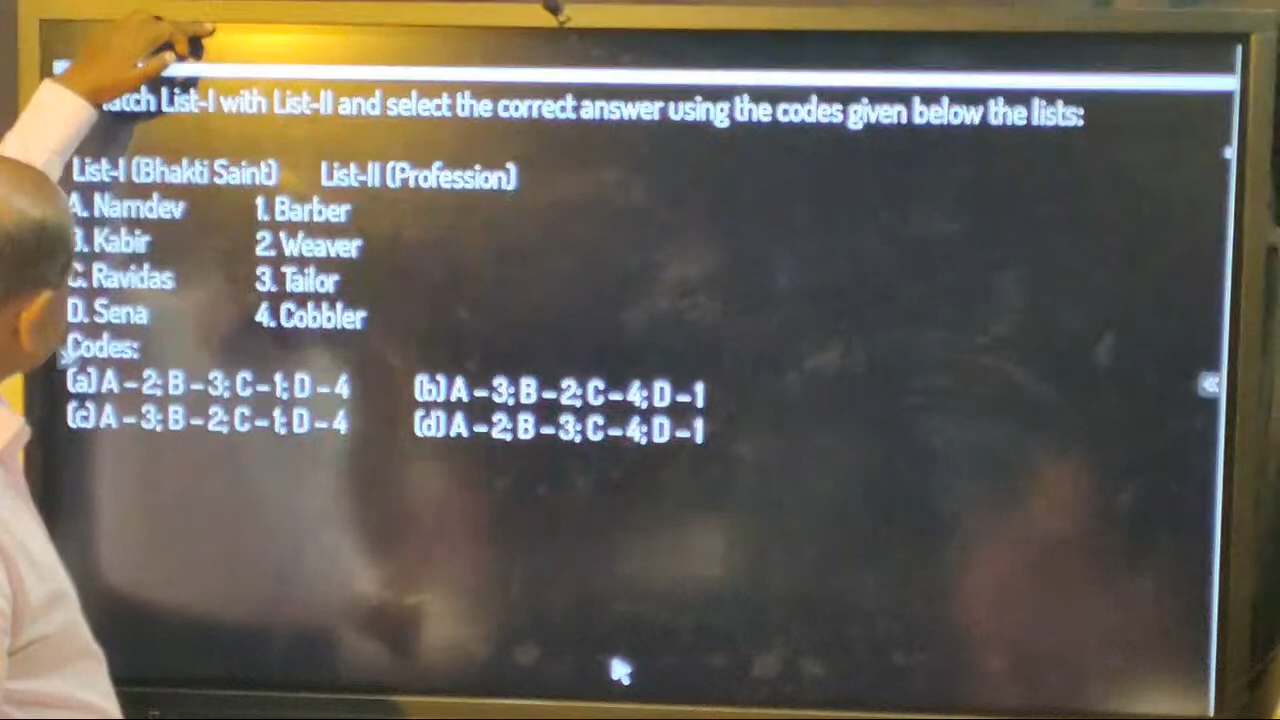 List-I with List-II and select the correct answer using the codes given below the lists:
List-I (Bhakti Saint) List-II (Profession)
A. Namdev 1. Barber
B. Kabir 2. Weaver
C. Ravidas 3. Tailor
D. Sena 4. Cobbler
Codes:
(a) A – 2; B – 3; C – 1; D – 4 (b) A – 3; B – 2; C – 4; D – 1
(c) A – 3; B – 2; C – 1; D – 4 (d) A – 2; B – 3; C – 4; D – 1